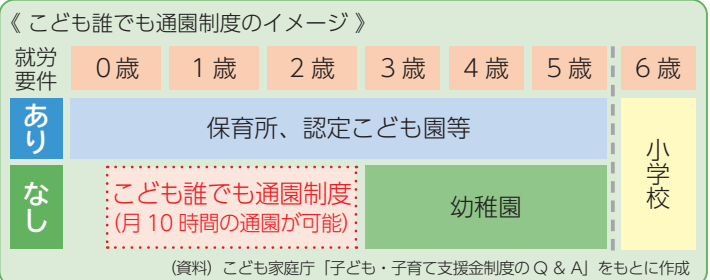 《 こども誰でも通園制度のイメージ 》
就労
要件
0歳 1歳 2歳 3歳 4歳 5歳 6歳
あり
保育所、認定こども園等
小学校
なし
こども誰でも通園制度
(月10時間の通園が可能)
幼稚園
(資料) こども家庭庁「子ども・子育て支援金制度のQ & A」をもとに作成